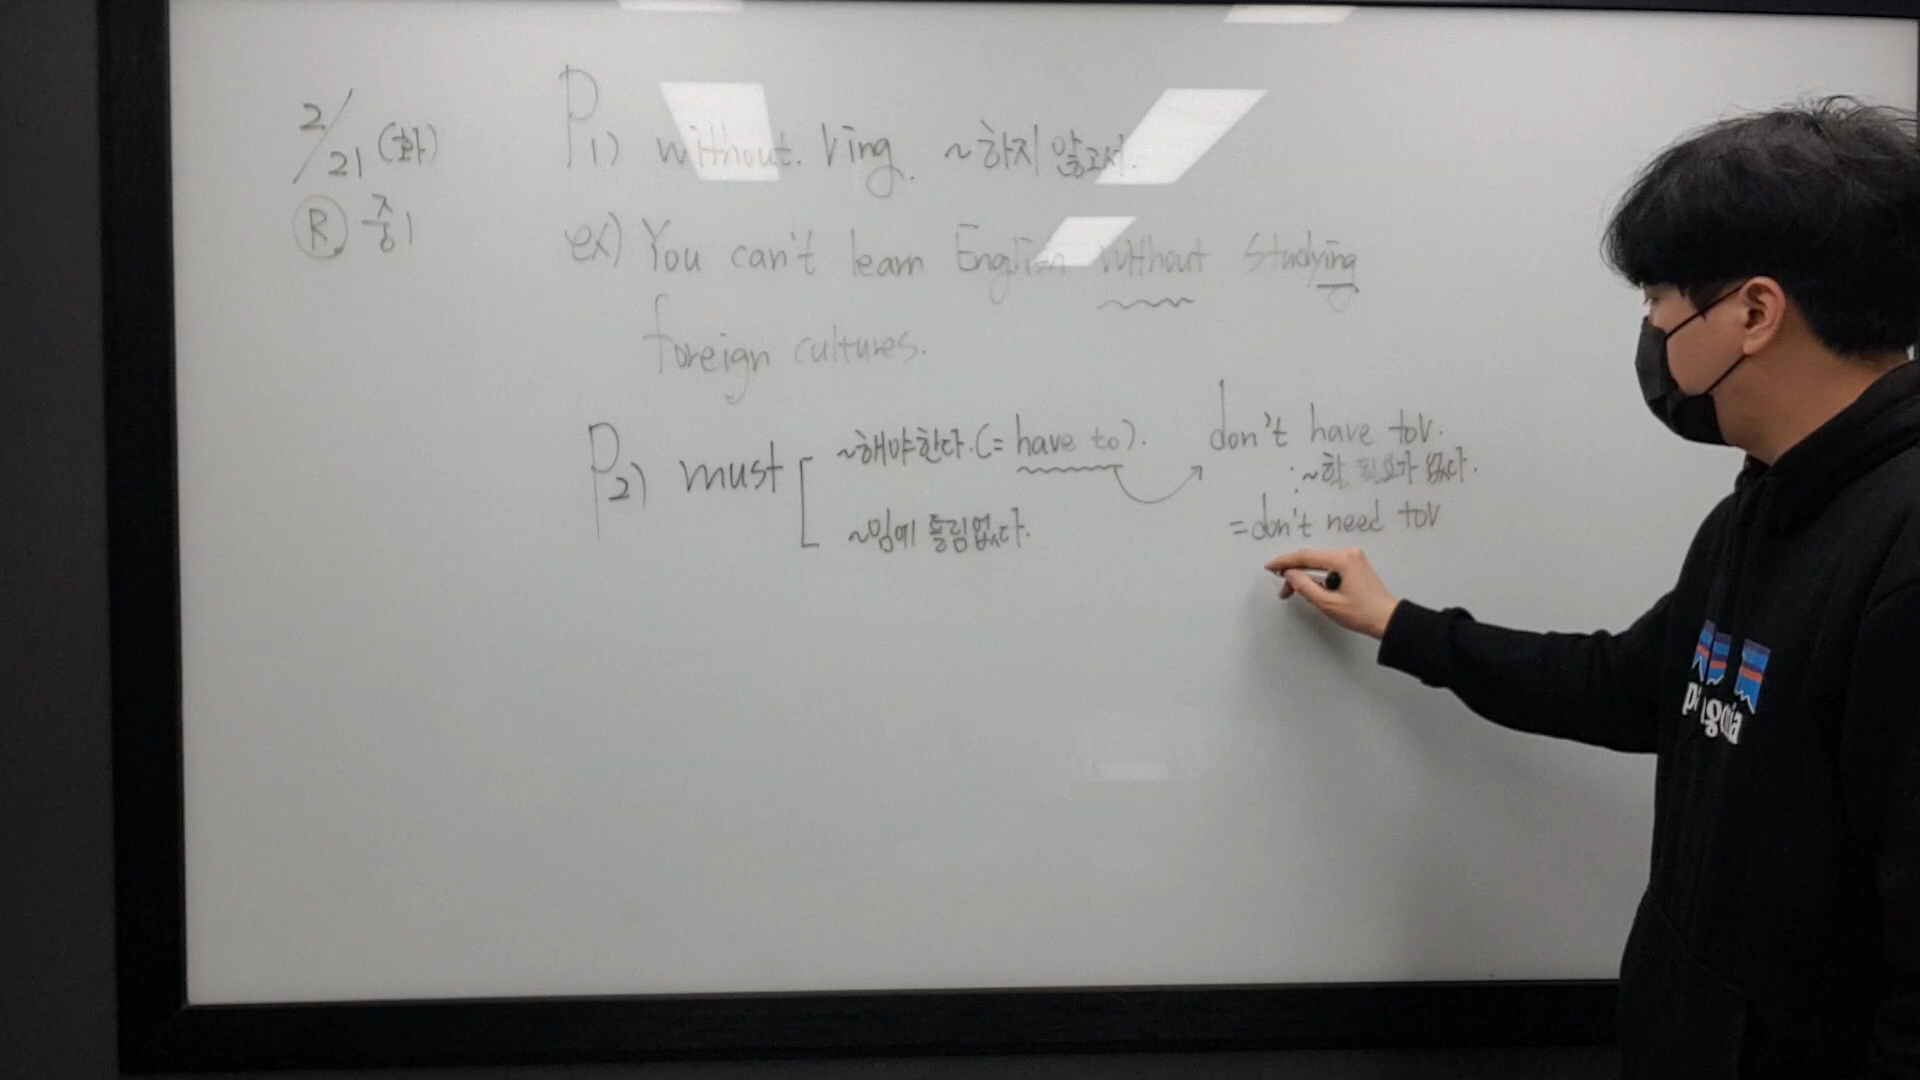 2/21 (화)
Ⓡ 중1
P1) without. Ving. ~하지 않고서.
ex) You can't learn English without studying
foreign cultures.
P2) must [ ~해야한다.(= have to).
~임에 틀림없다.
don't have toV.
: ~할 필요가 없다.
= don't need toV
patagonia